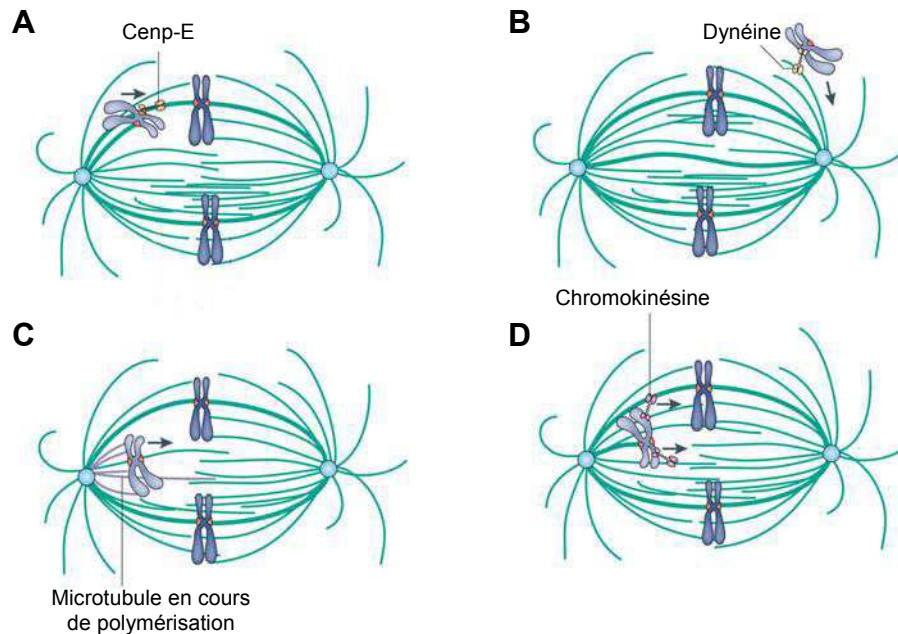 A
Cenp-E
B
Dynéine
C
Microtubule en cours
de polymérisation
Chromokinésine
D